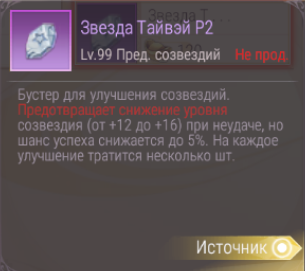 Звезда Тайвэй P2
Lv.99 Пред. созвездий Не прод.
Бустер для улучшения созвездий.
Предотвращает снижение уровня
созвездия (от +12 до +16) при неудаче, но
шанс успеха снижается до 5%. На каждое
улучшение тратится несколько шт.
Источник